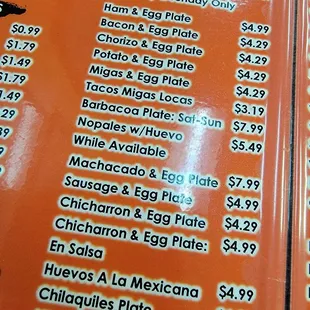 $0.99
$1.79
$1.49
$1.79
Only
Ham & Egg Plate $4.99
Bacon & Egg Plate $4.29
Chorizo & Egg Plate $4.29
Potato & Egg Plate $4.29
Migas & Egg Plate $4.29
Tacos Migas Locas $3.19
Barbacoa Plate: Sat-Sun $7.99
Nopales w/Huevo $5.49
While Available
Machacado & Egg Plate $7.99
Sausage & Egg Plate $4.99
Chicharron & Egg Plate $4.29
Chicharron & Egg Plate: $4.99
En Salsa
Huevos A La Mexicana $4.99
Chilaquiles Plate